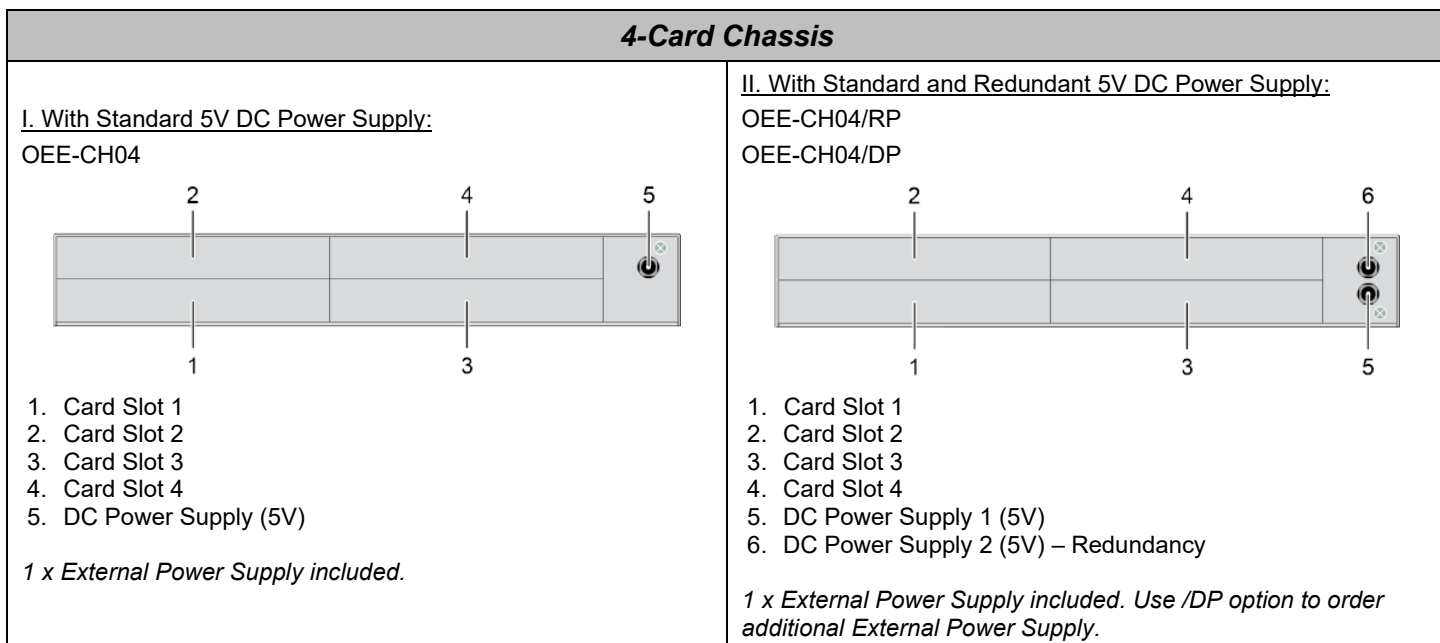 4-Card Chassis
I. With Standard 5V DC Power Supply:
OEE-CH04
2 4 5
1 3
1. Card Slot 1
2. Card Slot 2
3. Card Slot 3
4. Card Slot 4
5. DC Power Supply (5V)
1 x External Power Supply included.
II. With Standard and Redundant 5V DC Power Supply:
OEE-CH04/RP
OEE-CH04/DP
2 4 6
1 3 5
1. Card Slot 1
2. Card Slot 2
3. Card Slot 3
4. Card Slot 4
5. DC Power Supply 1 (5V)
6. DC Power Supply 2 (5V) – Redundancy
1 x External Power Supply included. Use /DP option to order
additional External Power Supply.